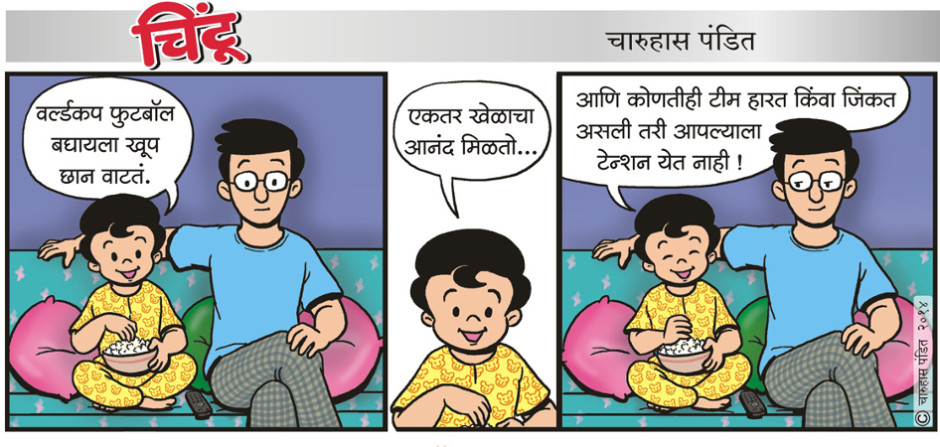 चिंटू
चारुहास पंडित
वर्ल्डकप फुटबॉल
बघायला खूप
छान वाटतं.
एकतर खेळाचा
आनंद मिळतो...
आणि कोणतीही टीम हारत किंवा जिंकत
असली तरी आपल्याला
टेन्शन येत नाही !
© चारुहास पंडित २०१४